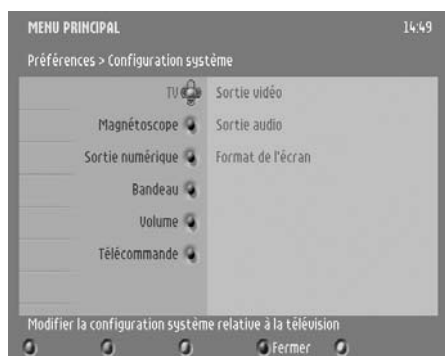 MENU PRINCIPAL 14:49
Préférences > Configuration système
TV Sortie vidéo
Magnétoscope Sortie audio
Sortie numérique Format de l'écran
Bandeau
Volume
Télécommande
Modifier la configuration système relative à la télévision
Fermer